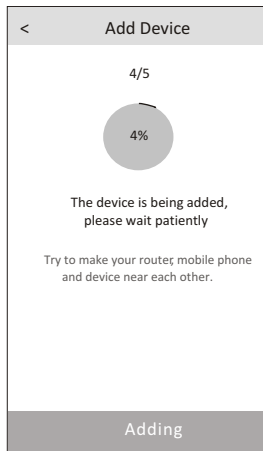 < Add Device
4/5
4%
The device is being added,
please wait patiently
Try to make your router, mobile phone
and device near each other.
Adding